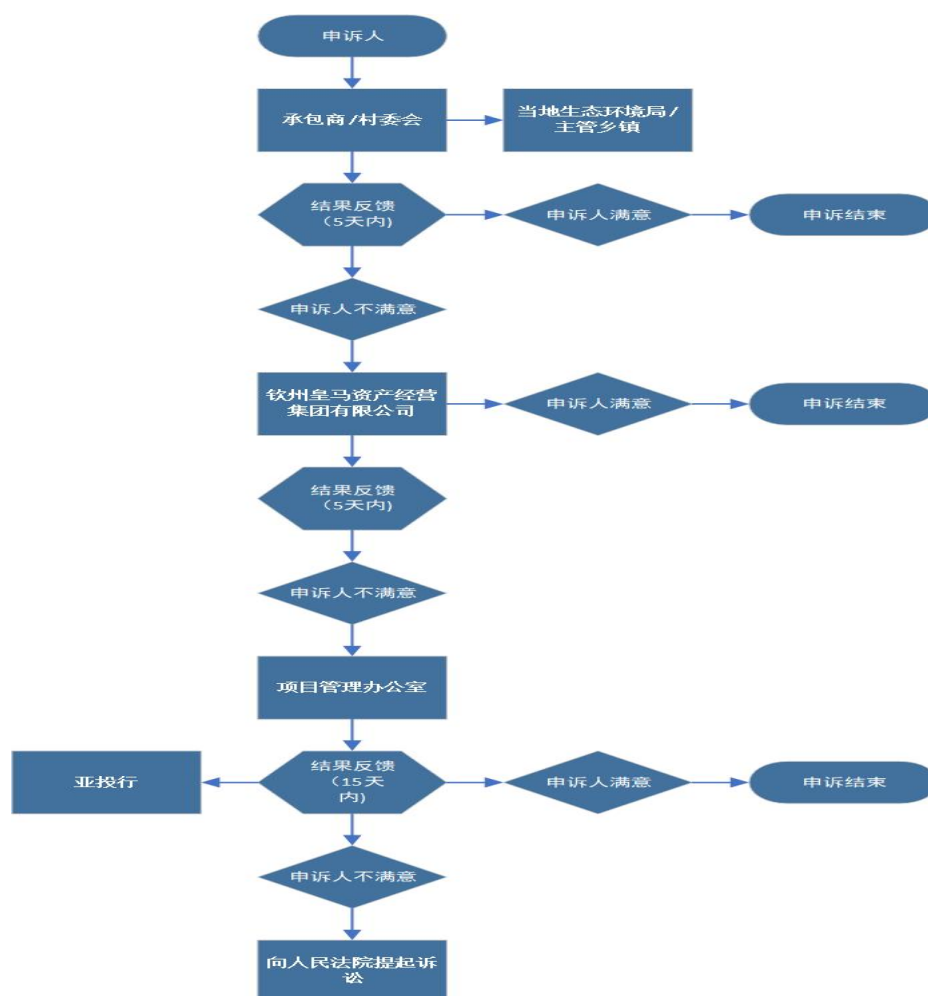 申诉人
承包商/村委会
当地生态环境局/
主管乡镇
结果反馈
（5天内)
申诉人满意
申诉结束
申诉人不满意
钦州皇马资产经营
集团有限公司
申诉人满意
申诉结束
结果反馈
（5天内)
申诉人不满意
项目管理办公室
亚投行
结果反馈
（15天
内)
申诉人满意
申诉结束
申诉人不满意
向人民法院提起诉
讼